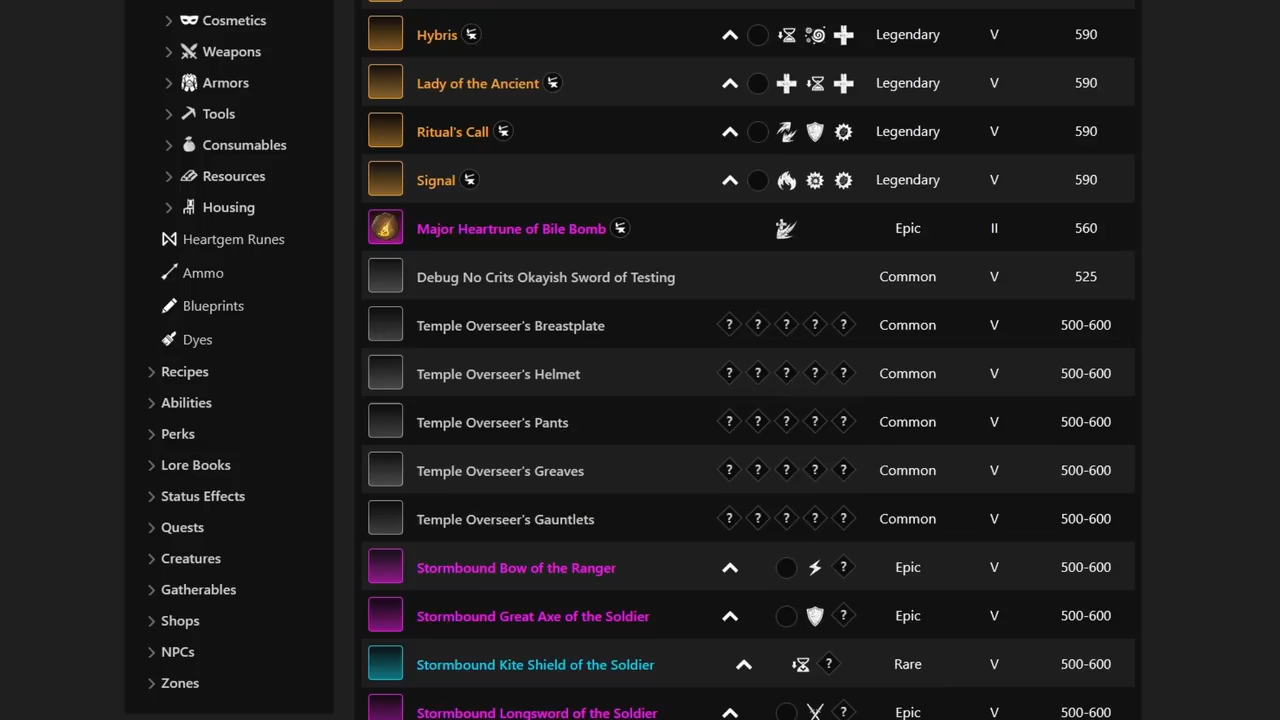 Cosmetics
Weapons
Armors
Tools
Consumables
Resources
Housing
Heartgem Runes
Ammo
Blueprints
Dyes
Recipes
Abilities
Perks
Lore Books
Status Effects
Quests
Creatures
Gatherables
Shops
NPCs
Zones
Hybris Legendary V 590
Lady of the Ancient Legendary V 590
Ritual's Call Legendary V 590
Signal Legendary V 590
Major Heartrune of Bile Bomb Epic II 560
Debug No Crits Okayish Sword of Testing Common V 525
Temple Overseer's Breastplate ? ? ? ? ? Common V 500-600
Temple Overseer's Helmet ? ? ? ? ? Common V 500-600
Temple Overseer's Pants ? ? ? ? ? Common V 500-600
Temple Overseer's Greaves ? ? ? ? ? Common V 500-600
Temple Overseer's Gauntlets ? ? ? ? ? Common V 500-600
Stormbound Bow of the Ranger ? Epic V 500-600
Stormbound Great Axe of the Soldier ? Epic V 500-600
Stormbound Kite Shield of the Soldier ? Rare V 500-600
Stormbound Longsword of the Soldier ? Epic V 500-600